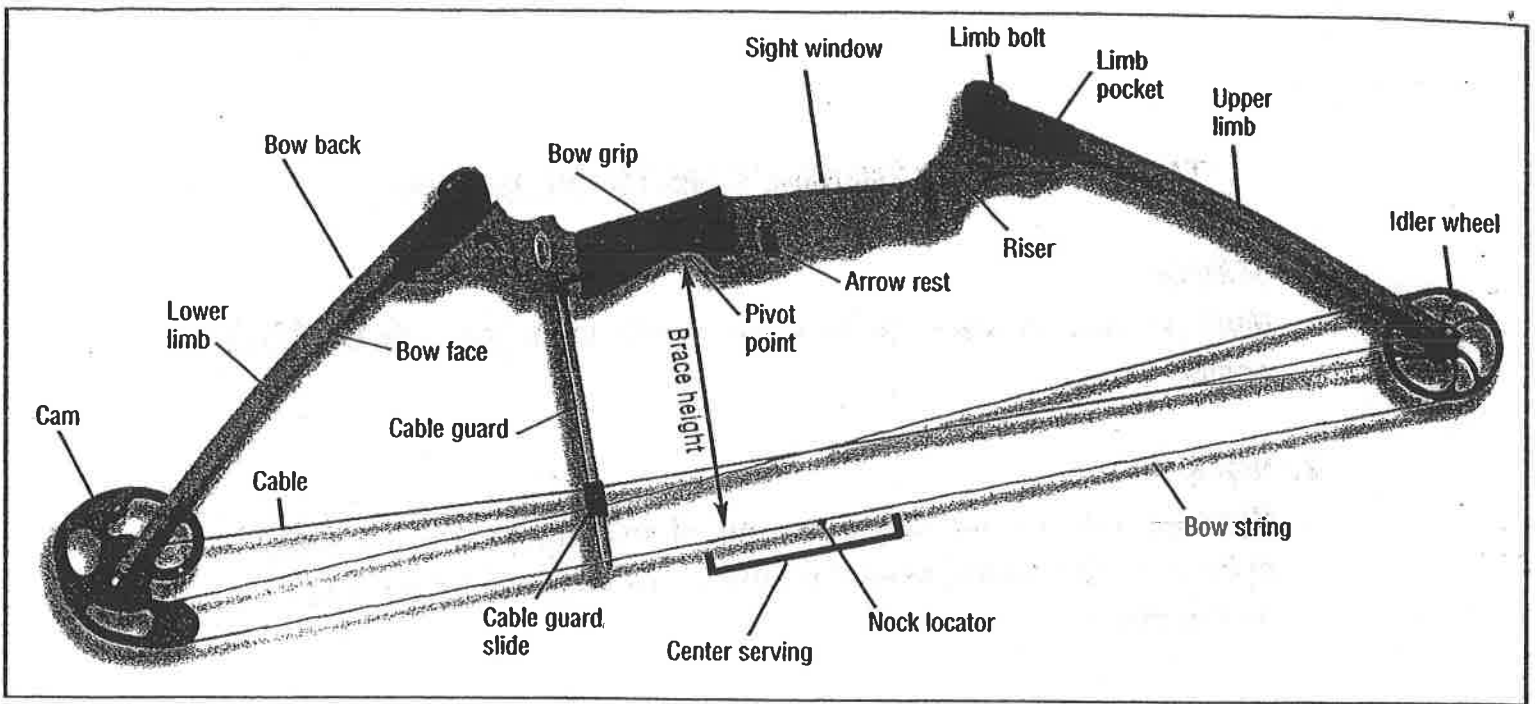 Limb bolt
Sight window
Limb
pocket
Upper
limb
Bow back
Bow grip
Idler wheel
Riser
Arrow rest
Lower
limb
Pivot
point
Bow face
Brace height
Cam
Cable guard
Cable
Bow string
Cable guard
slide
Nock locator
Center serving